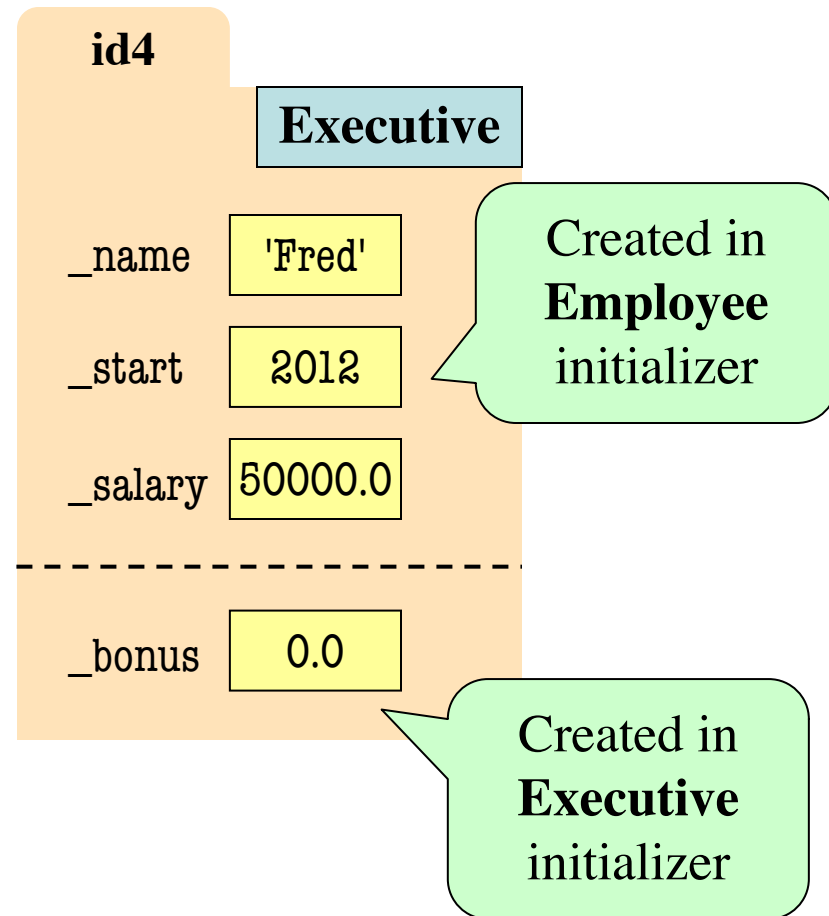 id4
Executive
_name 'Fred'
Created in
Employee
initializer
_start 2012
_salary 50000.0
_bonus 0.0
Created in
Executive
initializer